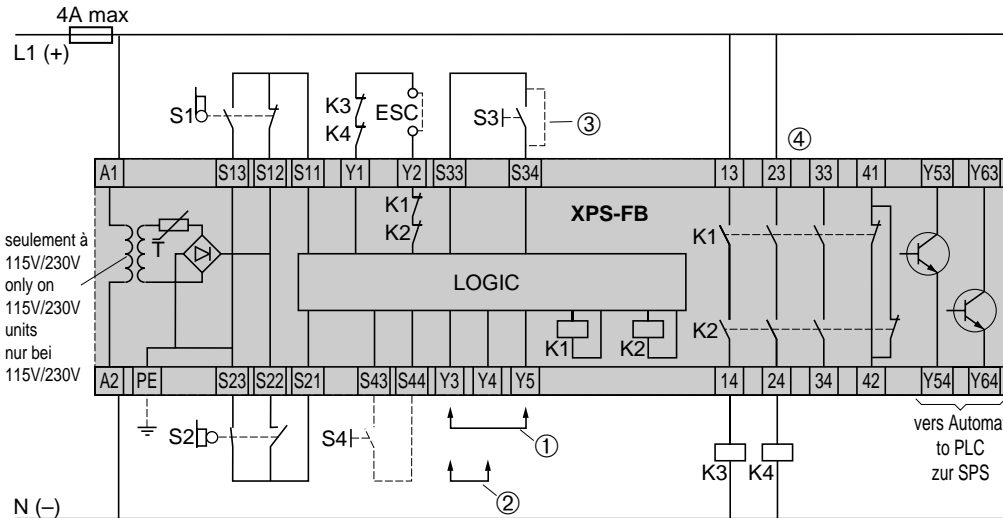 4A max
L1 (+)
S1
K3
K4
ESC
S3
③
④
A1 S13 S12 S11 Y1 Y2 S33 S34 13 23 33 41 Y53 Y63
K1
K2
XPS-FB
T
K1
LOGIC
seulement à
115V/230V
only on
115V/230V
units
nur bei
115V/230V
K1 K2
K2
A2 PE S23 S22 S21 S43 S44 Y3 Y4 Y5 14 24 34 42 Y54 Y64
S2
S4
①
②
K3 K4
vers Automa
to PLC
zur SPS
N (–)